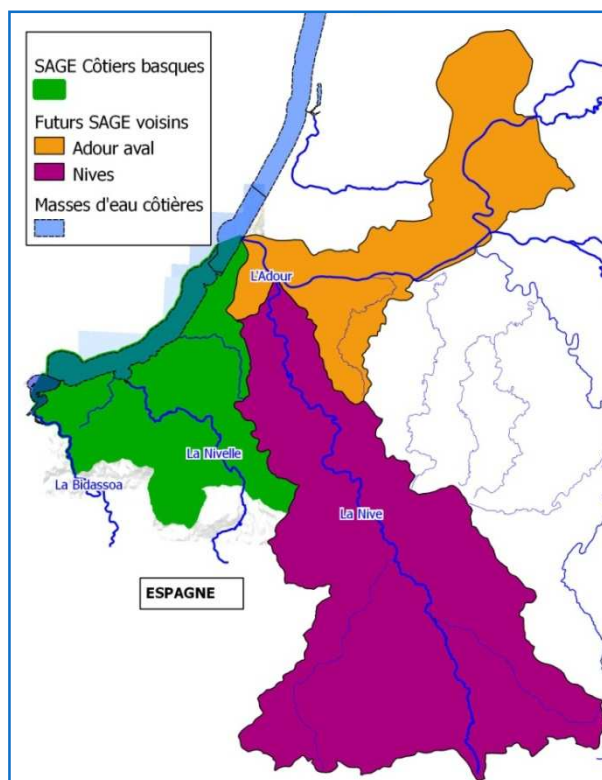 SAGE Côtiers basques
Futurs SAGE voisins
Adour aval
Nives
Masses d'eau côtières
L'Adour
La Nivelle
La Bidassoa
La Nive
ESPAGNE